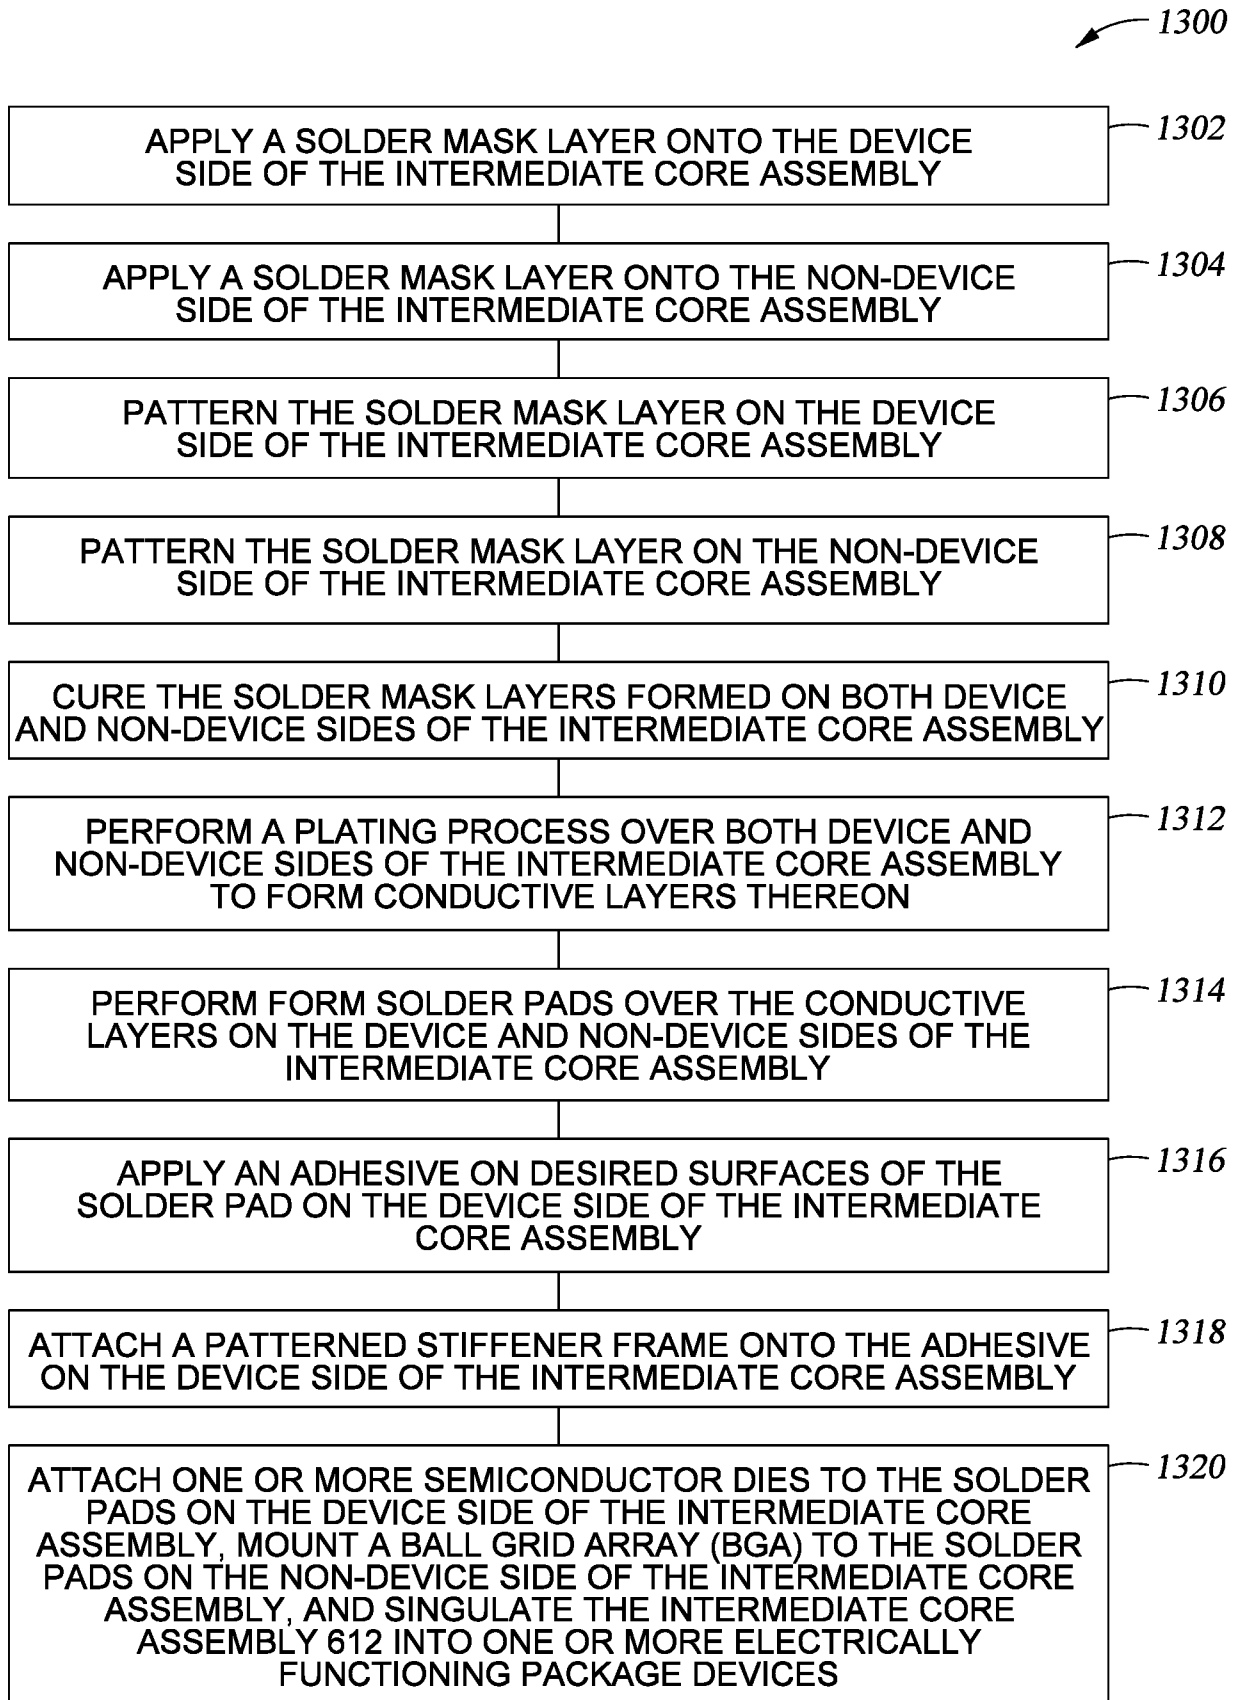 1300
APPLY A SOLDER MASK LAYER ONTO THE DEVICE
SIDE OF THE INTERMEDIATE CORE ASSEMBLY
1302
APPLY A SOLDER MASK LAYER ONTO THE NON-DEVICE
SIDE OF THE INTERMEDIATE CORE ASSEMBLY
1304
PATTERN THE SOLDER MASK LAYER ON THE DEVICE
SIDE OF THE INTERMEDIATE CORE ASSEMBLY
1306
PATTERN THE SOLDER MASK LAYER ON THE NON-DEVICE
SIDE OF THE INTERMEDIATE CORE ASSEMBLY
1308
CURE THE SOLDER MASK LAYERS FORMED ON BOTH DEVICE
AND NON-DEVICE SIDES OF THE INTERMEDIATE CORE ASSEMBLY
1310
PERFORM A PLATING PROCESS OVER BOTH DEVICE AND
NON-DEVICE SIDES OF THE INTERMEDIATE CORE ASSEMBLY
TO FORM CONDUCTIVE LAYERS THEREON
1312
PERFORM FORM SOLDER PADS OVER THE CONDUCTIVE
LAYERS ON THE DEVICE AND NON-DEVICE SIDES OF THE
INTERMEDIATE CORE ASSEMBLY
1314
APPLY AN ADHESIVE ON DESIRED SURFACES OF THE
SOLDER PAD ON THE DEVICE SIDE OF THE INTERMEDIATE
CORE ASSEMBLY
1316
ATTACH A PATTERNED STIFFENER FRAME ONTO THE ADHESIVE
ON THE DEVICE SIDE OF THE INTERMEDIATE CORE ASSEMBLY
1318
ATTACH ONE OR MORE SEMICONDUCTOR DIES TO THE SOLDER
PADS ON THE DEVICE SIDE OF THE INTERMEDIATE CORE
ASSEMBLY, MOUNT A BALL GRID ARRAY (BGA) TO THE SOLDER
PADS ON THE NON-DEVICE SIDE OF THE INTERMEDIATE CORE
ASSEMBLY, AND SINGULATE THE INTERMEDIATE CORE
ASSEMBLY 612 INTO ONE OR MORE ELECTRICALLY
FUNCTIONING PACKAGE DEVICES
1320